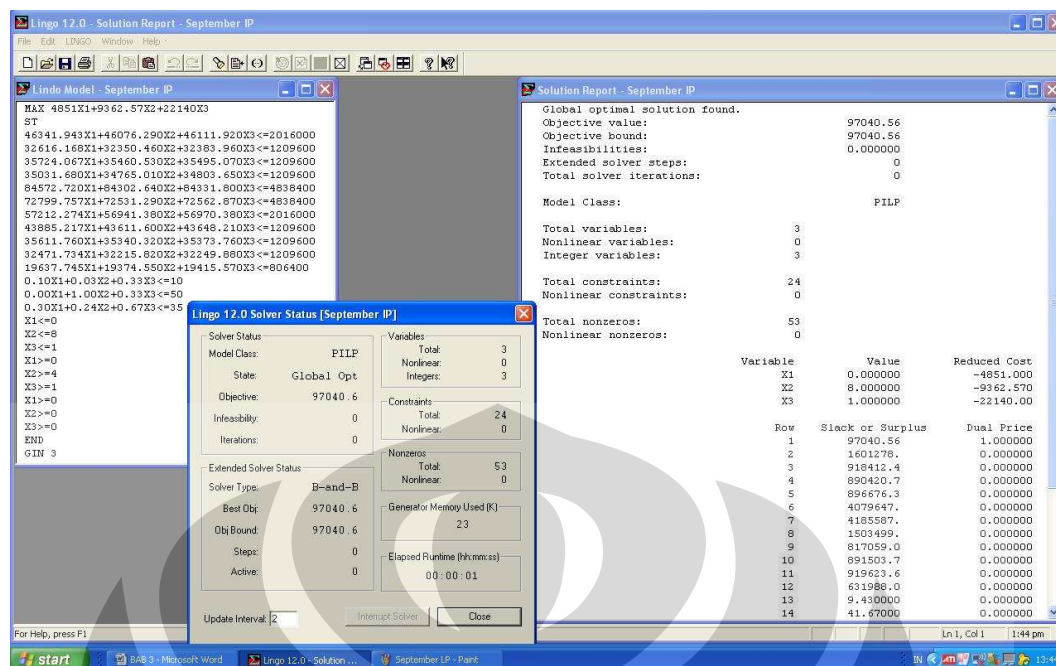 Lingo 12.0 - Solution Report - September IP
File Edit LINGO Window Help
Lindo Model - September IP
MAX 4851X1+9362.57X2+22140X3
ST
46341.943X1+46076.290X2+46111.920X3<=2016000
32616.168X1+32350.460X2+32383.960X3<=1209600
35724.067X1+35460.530X2+35495.070X3<=1209600
35031.680X1+34765.010X2+34803.650X3<=1209600
84572.720X1+84302.640X2+84331.800X3<=4838400
72799.757X1+72531.290X2+72562.870X3<=4838400
57212.274X1+56941.380X2+56970.380X3<=2016000
43885.217X1+43611.600X2+43648.210X3<=1209600
35611.760X1+35340.320X2+35373.760X3<=1209600
32471.734X1+32215.820X2+32249.880X3<=1209600
19637.745X1+19374.550X2+19415.570X3<=806400
0.10X1+0.03X2+0.33X3<=10
0.00X1+1.00X2+0.33X3<=50
0.30X1+0.24X2+0.67X3<=35
X1<=0
X2<=8
X3<=1
X1>=0
X2>=4
X3>=1
X1>=0
X2>=0
X3>=0
END
GIN 3
Lingo 12.0 Solver Status [September IP]
Solver Status
Model Class: PILP
State: Global Opt
Objective: 97040.6
Infeasibility: 0
Iterations: 0
Extended Solver Status
Solver Type: B-and-B
Best Obj: 97040.6
Obj Bound: 97040.6
Steps: 0
Active: 0
Update Interval: 2
Variables
Total: 3
Nonlinear: 0
Integers: 3
Constraints
Total: 24
Nonlinear: 0
Nonzeros
Total: 53
Nonlinear: 0
Generator Memory Used (K)
23
Elapsed Runtime (hh:mm:ss)
00:00:01
Interrupt Solver
Close
Solution Report - September IP
Global optimal solution found.
Objective value: 97040.56
Objective bound: 97040.56
Infeasibilities: 0.000000
Extended solver steps: 0
Total solver iterations: 0
Model Class: PILP
Total variables: 3
Nonlinear variables: 0
Integer variables: 3
Total constraints: 24
Nonlinear constraints: 0
Total nonzeros: 53
Nonlinear nonzeros: 0
Variable Value Reduced Cost
X1 0.000000 -4851.000
X2 8.000000 -9362.570
X3 1.000000 -22140.00
Row Slack or Surplus Dual Price
1 97040.56 1.000000
2 1601278. 0.000000
3 918412.4 0.000000
4 890420.7 0.000000
5 896676.3 0.000000
6 4079647. 0.000000
7 4185587. 0.000000
8 1503499. 0.000000
9 817059.0 0.000000
10 891503.7 0.000000
11 919623.6 0.000000
12 631988.0 0.000000
13 9.430000 0.000000
14 41.67000 0.000000
For Help, press F1
Ln 1, Col 1
1:44 pm
start
BAB 3 - Microsoft Word
Lingo 12.0 - Solution ...
September LP - Paint
IN